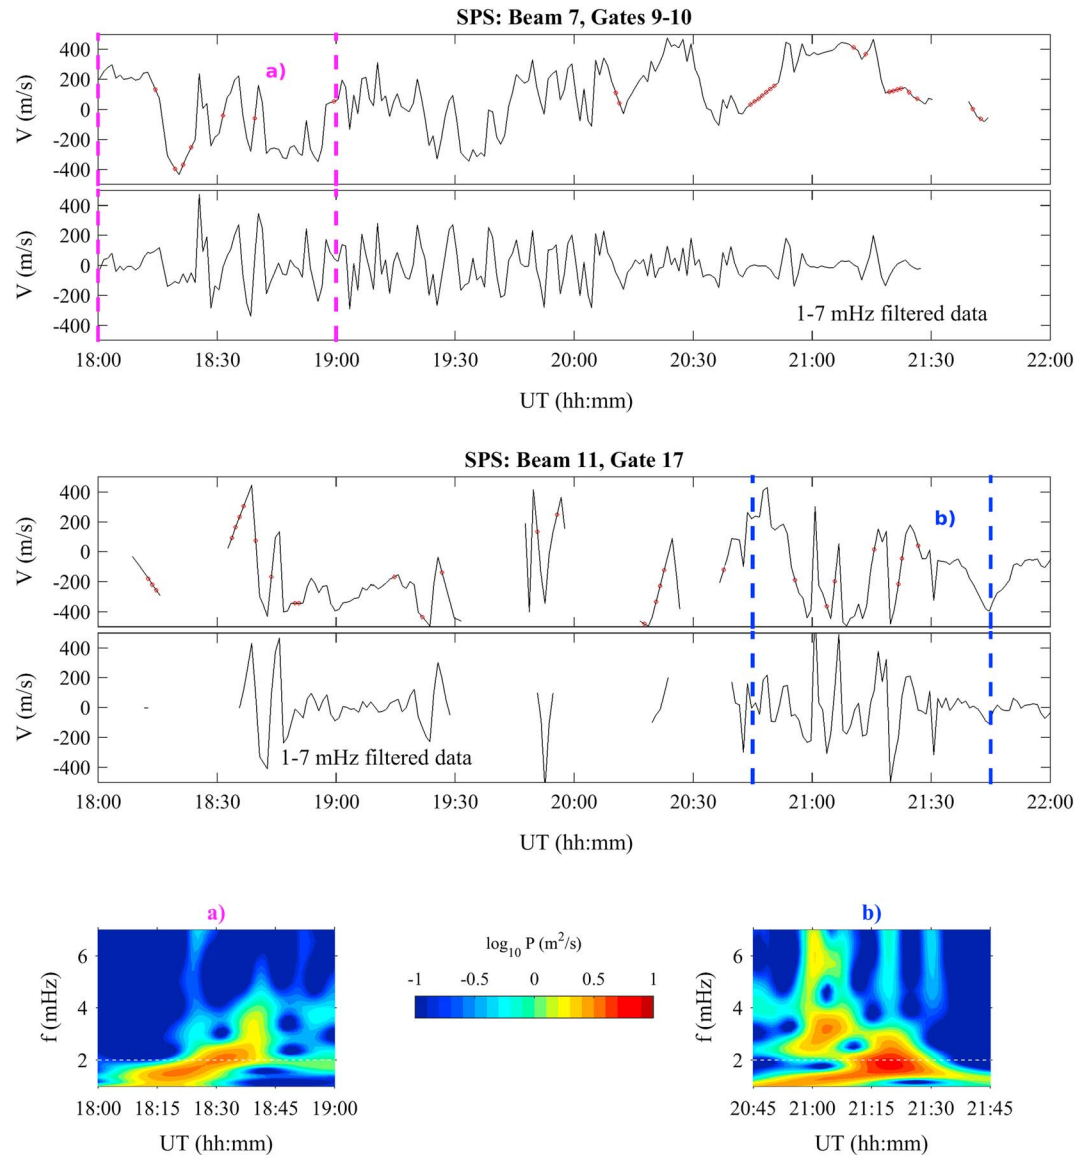 SPS: Beam 7, Gates 9-10
400
200
0
-200
-400
V (m/s)
a)
400
200
0
-200
-400
V (m/s)
1-7 mHz filtered data
18:00 18:30 19:00 19:30 20:00 20:30 21:00 21:30 22:00
UT (hh:mm)
SPS: Beam 11, Gate 17
400
200
0
-200
-400
V (m/s)
b)
400
200
0
-200
-400
V (m/s)
1-7 mHz filtered data
18:00 18:30 19:00 19:30 20:00 20:30 21:00 21:30 22:00
UT (hh:mm)
a)
6
4
2
f (mHz)
18:00 18:15 18:30 18:45 19:00
UT (hh:mm)
log10 P (m2/s)
-1 -0.5 0 0.5 1
b)
6
4
2
f (mHz)
20:45 21:00 21:15 21:30 21:45
UT (hh:mm)